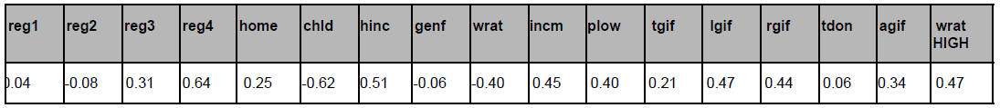 reg1 reg2 reg3 reg4 home chld hinc genf wrat incm plow tgif lgif rgif tdon agif wrat HIGH
0.04 -0.08 0.31 0.64 0.25 -0.62 0.51 -0.06 -0.40 0.45 0.40 0.21 0.47 0.44 0.06 0.34 0.47